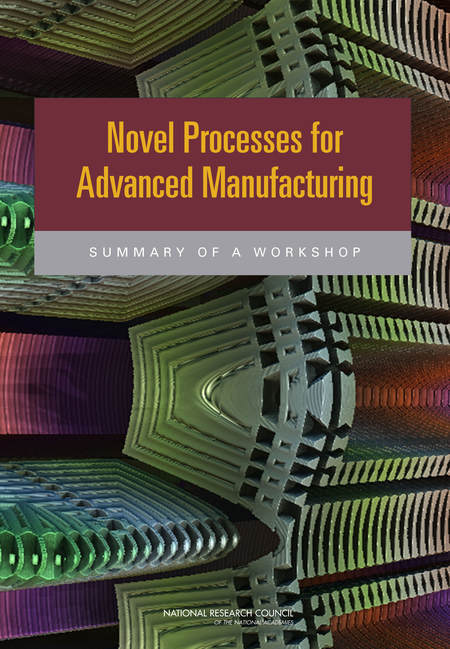 Novel Processes for
Advanced Manufacturing
SUMMARY OF A WORKSHOP
NATIONAL RESEARCH COUNCIL
OF THE NATIONAL ACADEMIES